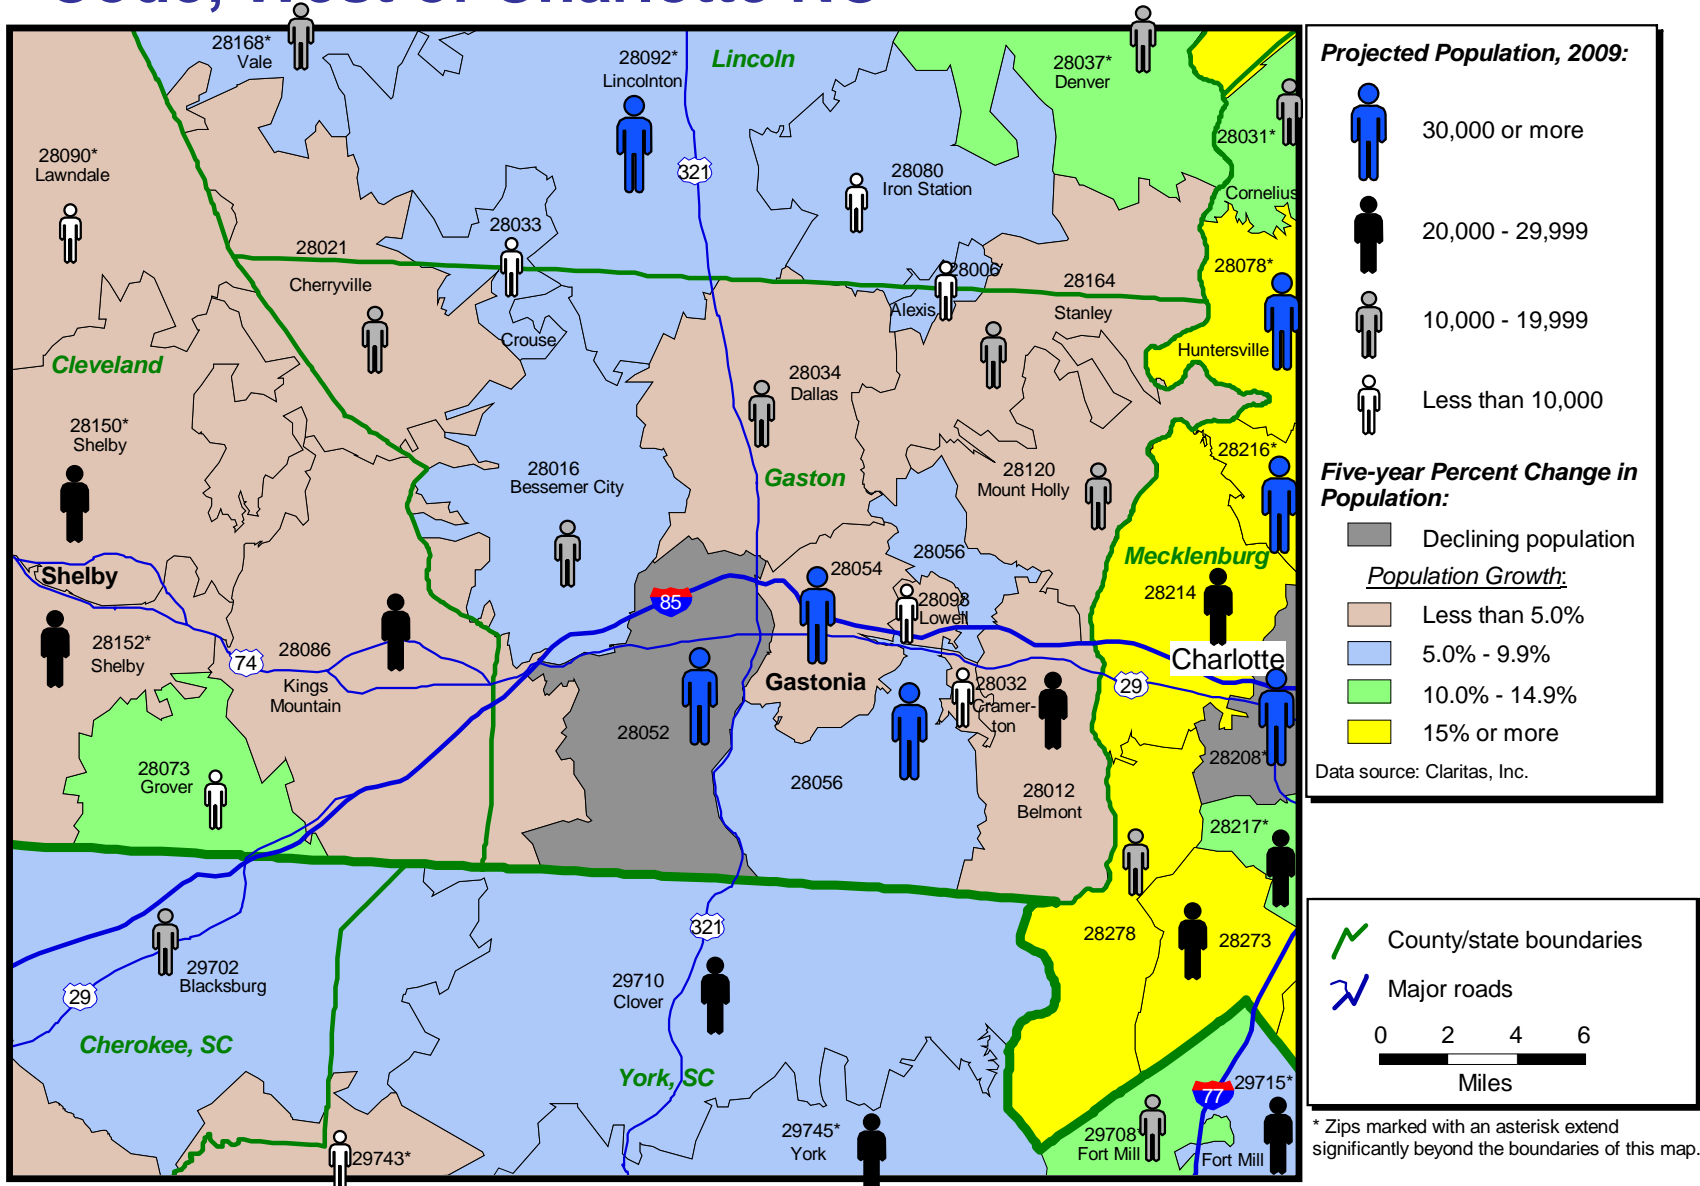 Code, West of Charlotte NC
28168*
Vale
28092*
Lincolnton
Lincoln
28037*
Denver
28031*
Cornelius
28090*
Lawndale
321
28080
Iron Station
28033
28021
Cherryville
28006
Alexis
28164
Stanley
28078*
Huntersville
Crouse
Cleveland
28034
Dallas
28150*
Shelby
28016
Bessemer City
Gaston
28120
Mount Holly
28216*
Mecklenburg
28056
28054
28214
Shelby
85
28098
Lowell
28152*
Shelby
74
28086
Kings
Mountain
Gastonia
28032
Cramer-
ton
Charlotte
29
28052
28208*
28073
Grover
28056
28012
Belmont
28217*
321
28278
28273
29702
Blacksburg
29
29710
Clover
Cherokee, SC
York, SC
77
29715*
Fort Mill
29745*
York
29708*
Fort Mill
29743*
Projected Population, 2009:
30,000 or more
20,000 - 29,999
10,000 - 19,999
Less than 10,000
Five-year Percent Change in
Population:
Declining population
Population Growth:
Less than 5.0%
5.0% - 9.9%
10.0% - 14.9%
15% or more
Data source: Claritas, Inc.
County/state boundaries
Major roads
0 2 4 6
Miles
* Zips marked with an asterisk extend
significantly beyond the boundaries of this map.